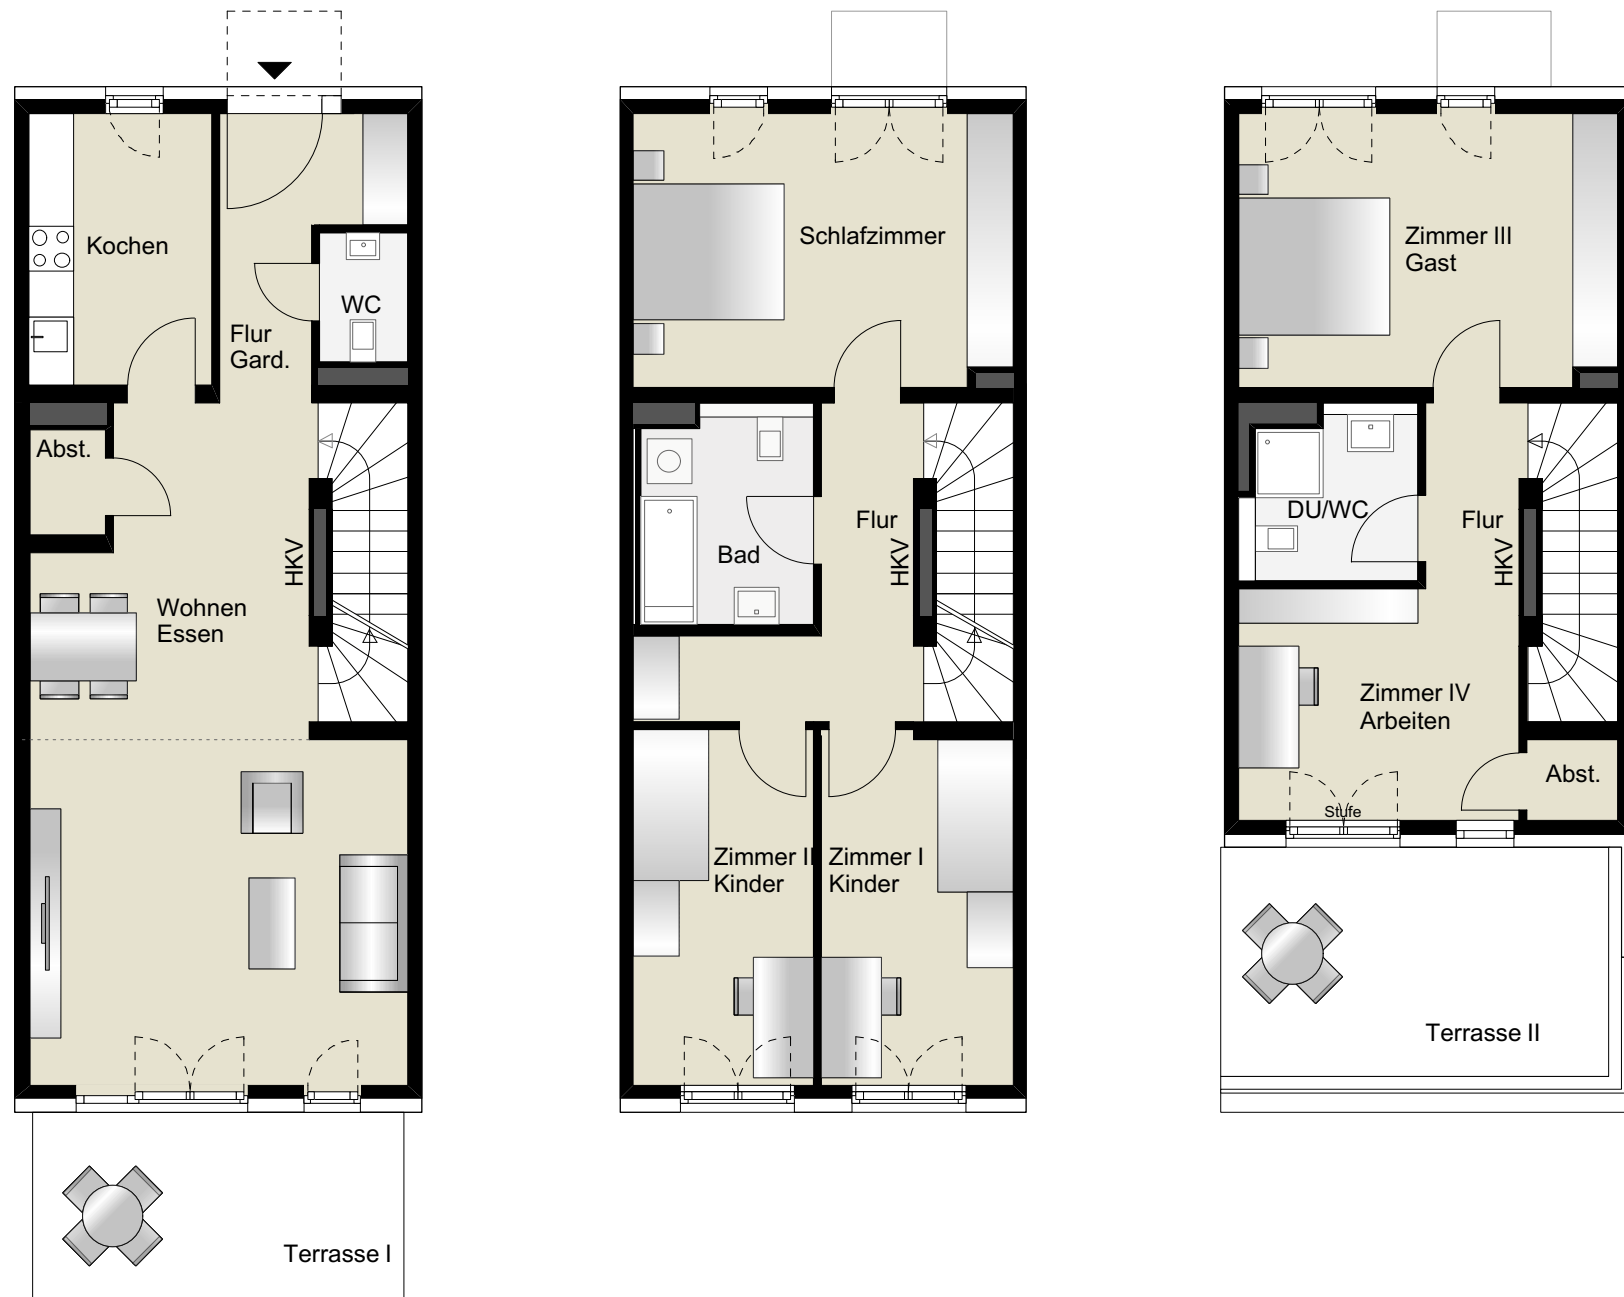 Kochen
WC
Flur
Gard.
Abst.
HKV
Wohnen
Essen
Terrasse I
Schlafzimmer
Flur
HKV
Bad
Zimmer II
Kinder
Zimmer I
Kinder
Zimmer III
Gast
DU/WC
Flur
HKV
Zimmer IV
Arbeiten
Abst.
Stufe
Terrasse II